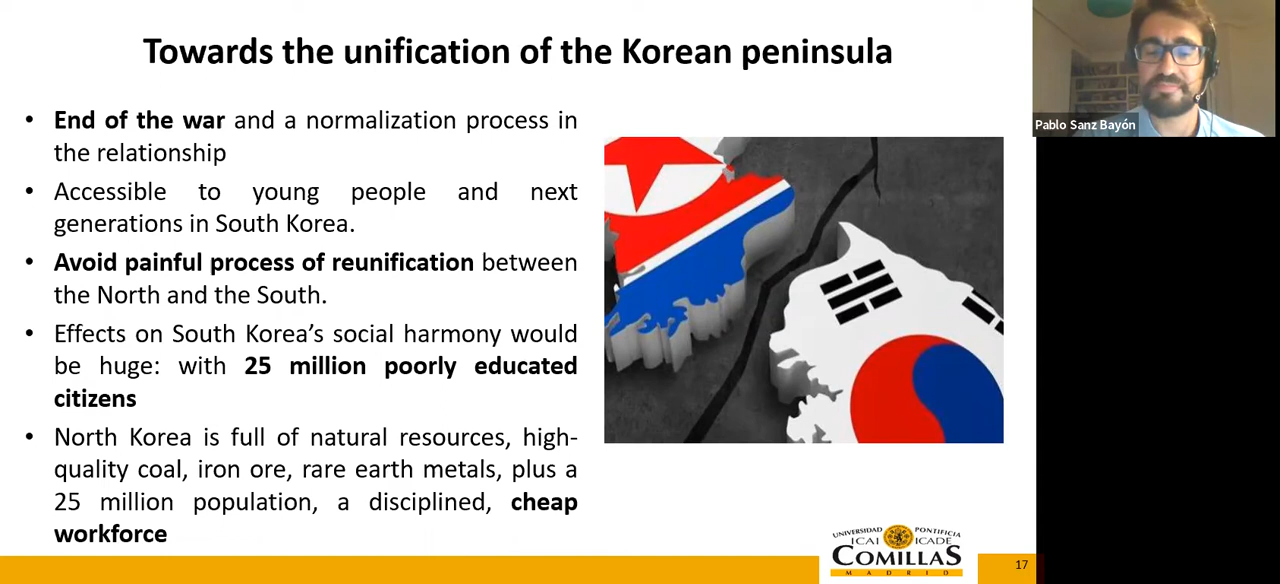 Towards the unification of the Korean peninsula
Pablo Sanz Bayón
• End of the war and a normalization process in
the relationship
• Accessible to young people and next
generations in South Korea.
• Avoid painful process of reunification between
the North and the South.
• Effects on South Korea’s social harmony would
be huge: with 25 million poorly educated
citizens
• North Korea is full of natural resources, high-
quality coal, iron ore, rare earth metals, plus a
25 million population, a disciplined, cheap
workforce
UNIVERSIDAD PONTIFICIA
ICAI ICADE
COMILLAS
MADRID
17